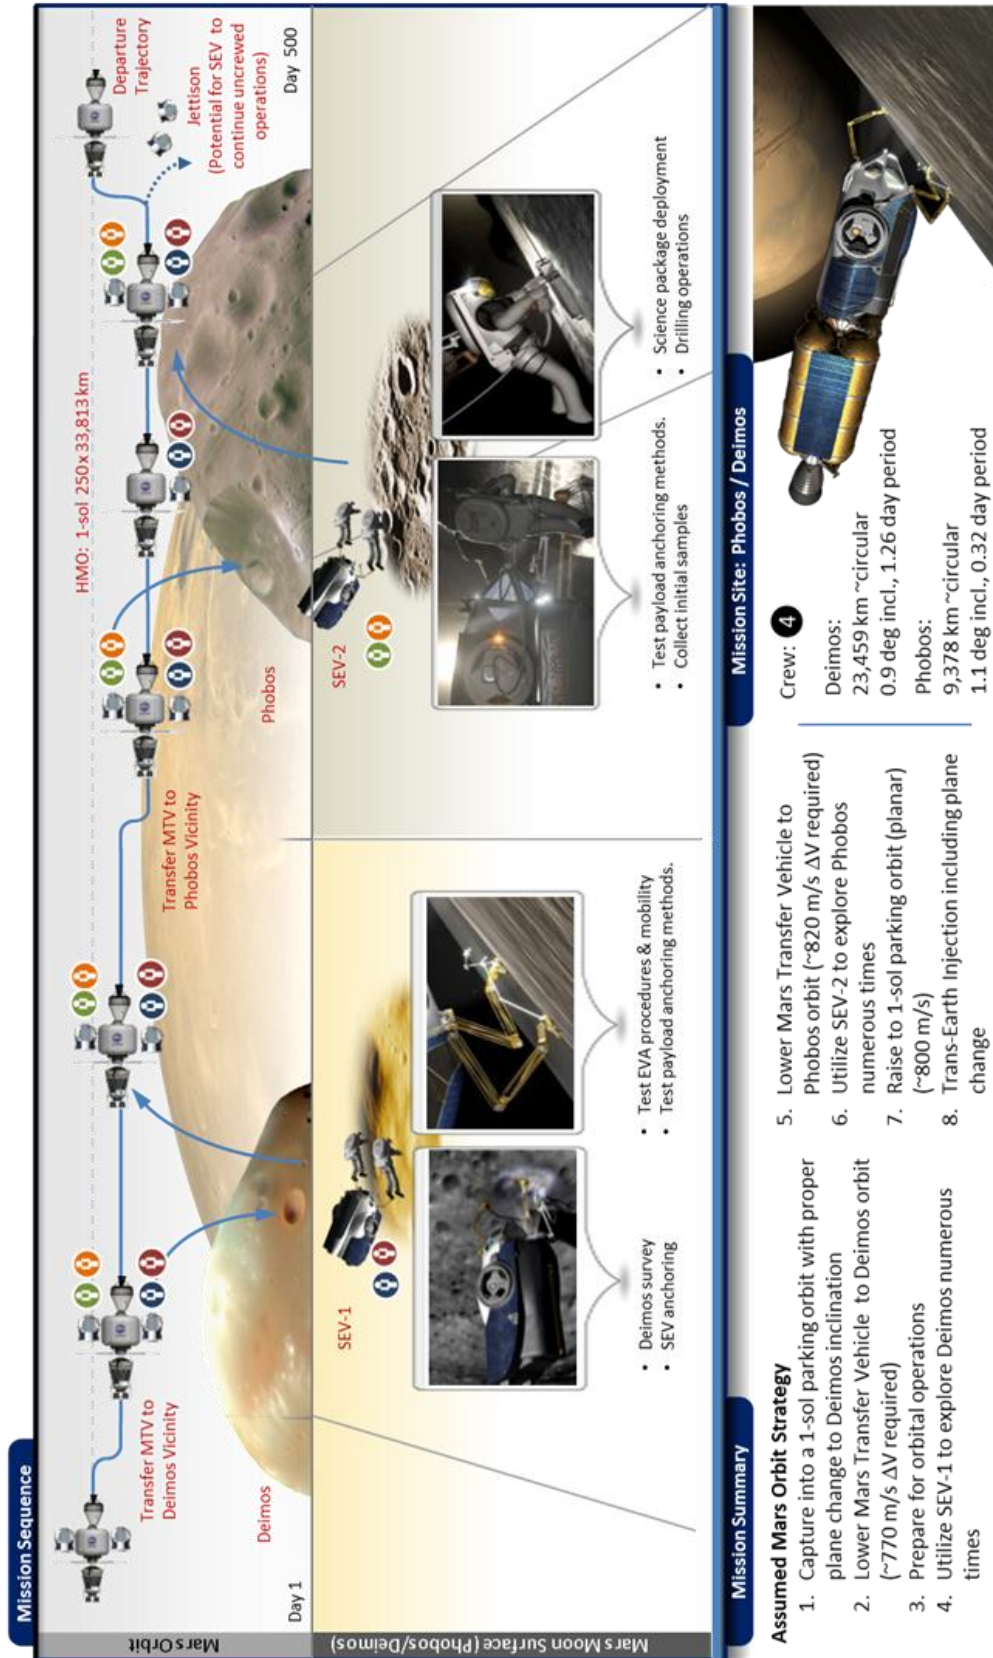 Mission Sequence
Mars Orbit
Mars Moon Surface (Phobos/Deimos)
HMO: 1-sol 250 x 33,813 km
Transfer MTV to
Deimos Vicinity
Transfer MTV to
Phobos Vicinity
Departure
Trajectory
Jettison
(Potential for SEV to
continue uncrewed
operations)
Day 1
Deimos
Phobos
Day 500
SEV-1
• Deimos survey
• SEV anchoring
• Test EVA procedures & mobility
• Test payload anchoring methods.
SEV-2
• Test payload anchoring methods.
• Collect initial samples
• Science package deployment
• Drilling operations
Mission Summary
Assumed Mars Orbit Strategy
1. Capture into a 1-sol parking orbit with proper
plane change to Deimos inclination
2. Lower Mars Transfer Vehicle to Deimos orbit
(~770 m/s ΔV required)
3. Prepare for orbital operations
4. Utilize SEV-1 to explore Deimos numerous
times
5. Lower Mars Transfer Vehicle to
Phobos orbit (~820 m/s ΔV required)
6. Utilize SEV-2 to explore Phobos
numerous times
7. Raise to 1-sol parking orbit (planar)
(~800 m/s)
8. Trans-Earth Injection including plane
change
Mission Site: Phobos / Deimos
Crew: 4
Deimos:
23,459 km ~circular
0.9 deg incl., 1.26 day period
Phobos:
9,378 km ~circular
1.1 deg incl., 0.32 day period